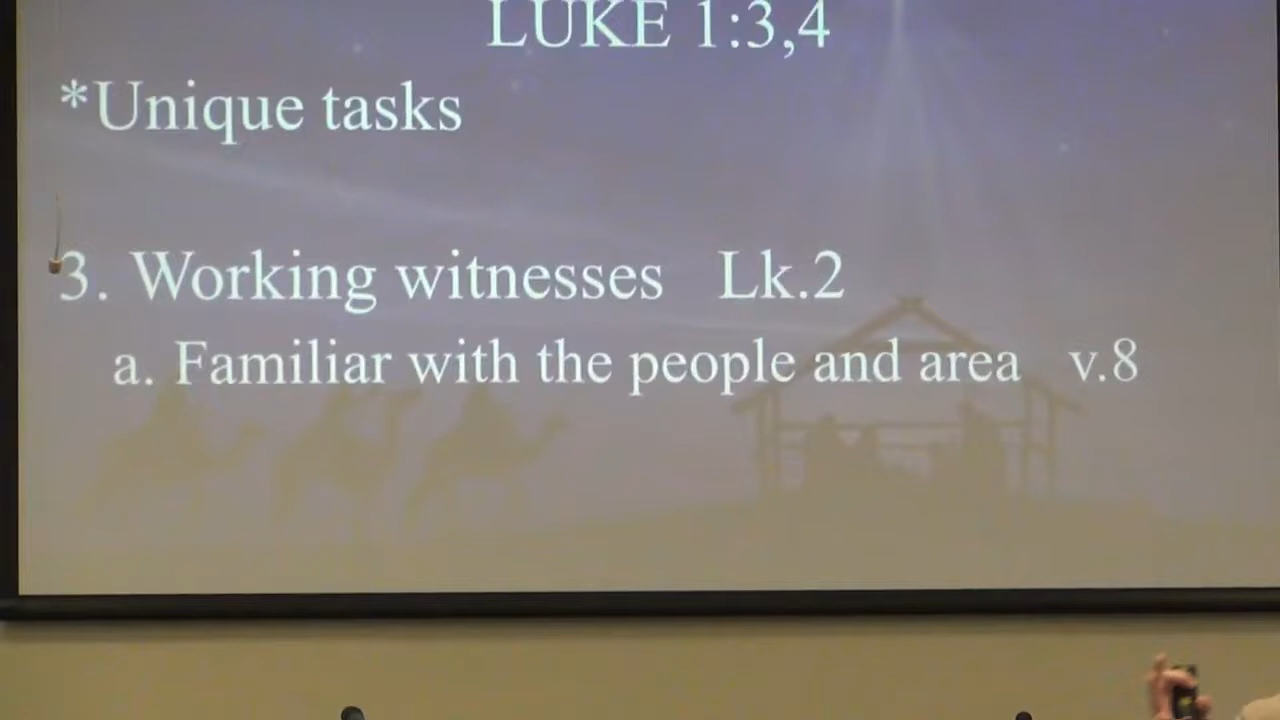 LUKE 1:3,4
*Unique tasks
3. Working witnesses Lk.2
a. Familiar with the people and area v.8